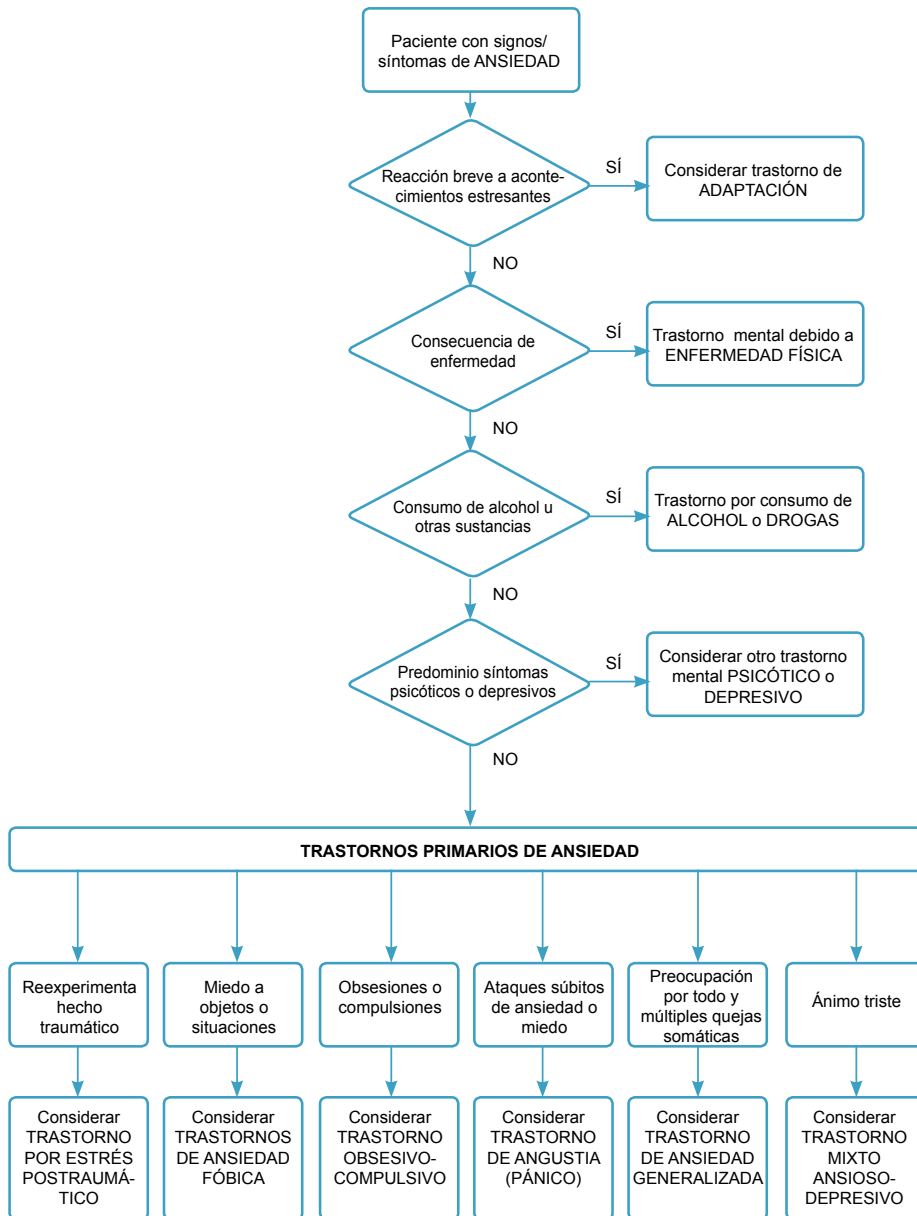 Paciente con signos/
síntomas de ANSIEDAD
Reacción breve a aconte-
cimientos estresantes
SÍ
Considerar trastorno de
ADAPTACIÓN
NO
Consecuencia de
enfermedad
SÍ
Trastorno mental debido a
ENFERMEDAD FÍSICA
NO
Consumo de alcohol u
otras sustancias
SÍ
Trastorno por consumo de
ALCOHOL o DROGAS
NO
Predominio síntomas
psicóticos o depresivos
SÍ
Considerar otro trastorno
mental PSICÓTICO o
DEPRESIVO
NO
TRASTORNOS PRIMARIOS DE ANSIEDAD
Reexperimenta
hecho
traumático
Miedo a
objetos o
situaciones
Obsesiones o
compulsiones
Ataques súbitos
de ansiedad o
miedo
Preocupación
por todo y
múltiples quejas
somáticas
Ánimo triste
Considerar
TRASTORNO
POR ESTRÉS
POSTRAUMÁ-
TICO
Considerar
TRASTORNOS
DE ANSIEDAD
FÓBICA
Considerar
TRASTORNO
OBSESIVO-
COMPULSIVO
Considerar
TRASTORNO
DE ANGUSTIA
(PÁNICO)
Considerar
TRASTORNO
DE ANSIEDAD
GENERALIZADA
Considerar
TRASTORNO
MIXTO
ANSIOSO-
DEPRESIVO